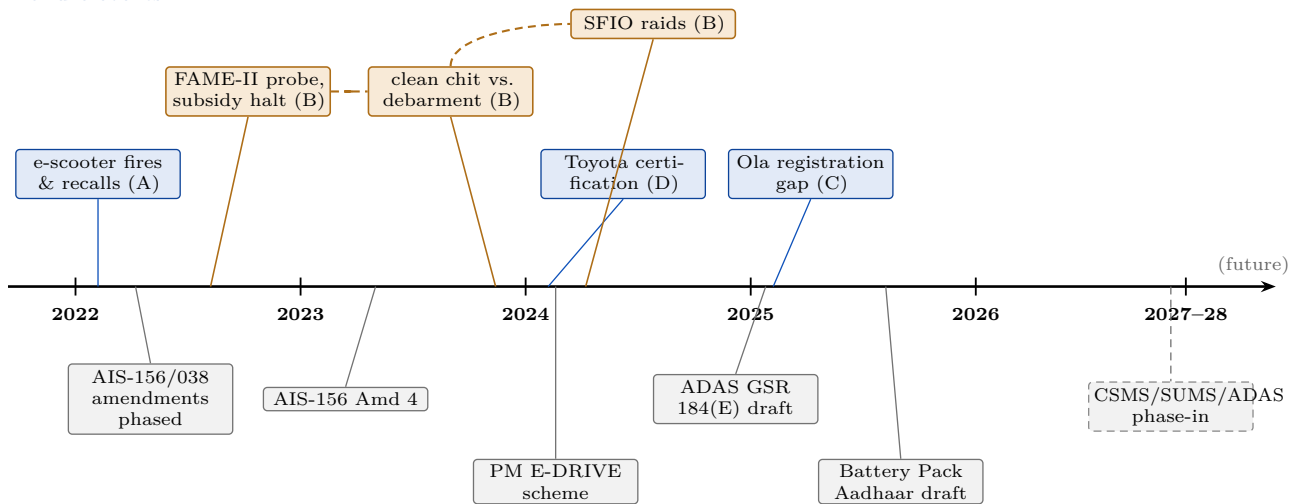 SFIO raids (B)
FAME-II probe,
subsidy halt (B)
clean chit vs.
debarment (B)
e-scooter fires
& recalls (A)
Toyota certi-
fication (D)
Ola registration
gap (C)
(future)
2022
2023
2024
2025
2026
2027–28
AIS-156/038
amendments
phased
AIS-156 Amd 4
ADAS GSR
184(E) draft
CSMS/SUMS/ADAS
phase-in
PM E-DRIVE
scheme
Battery Pack
Aadhaar draft